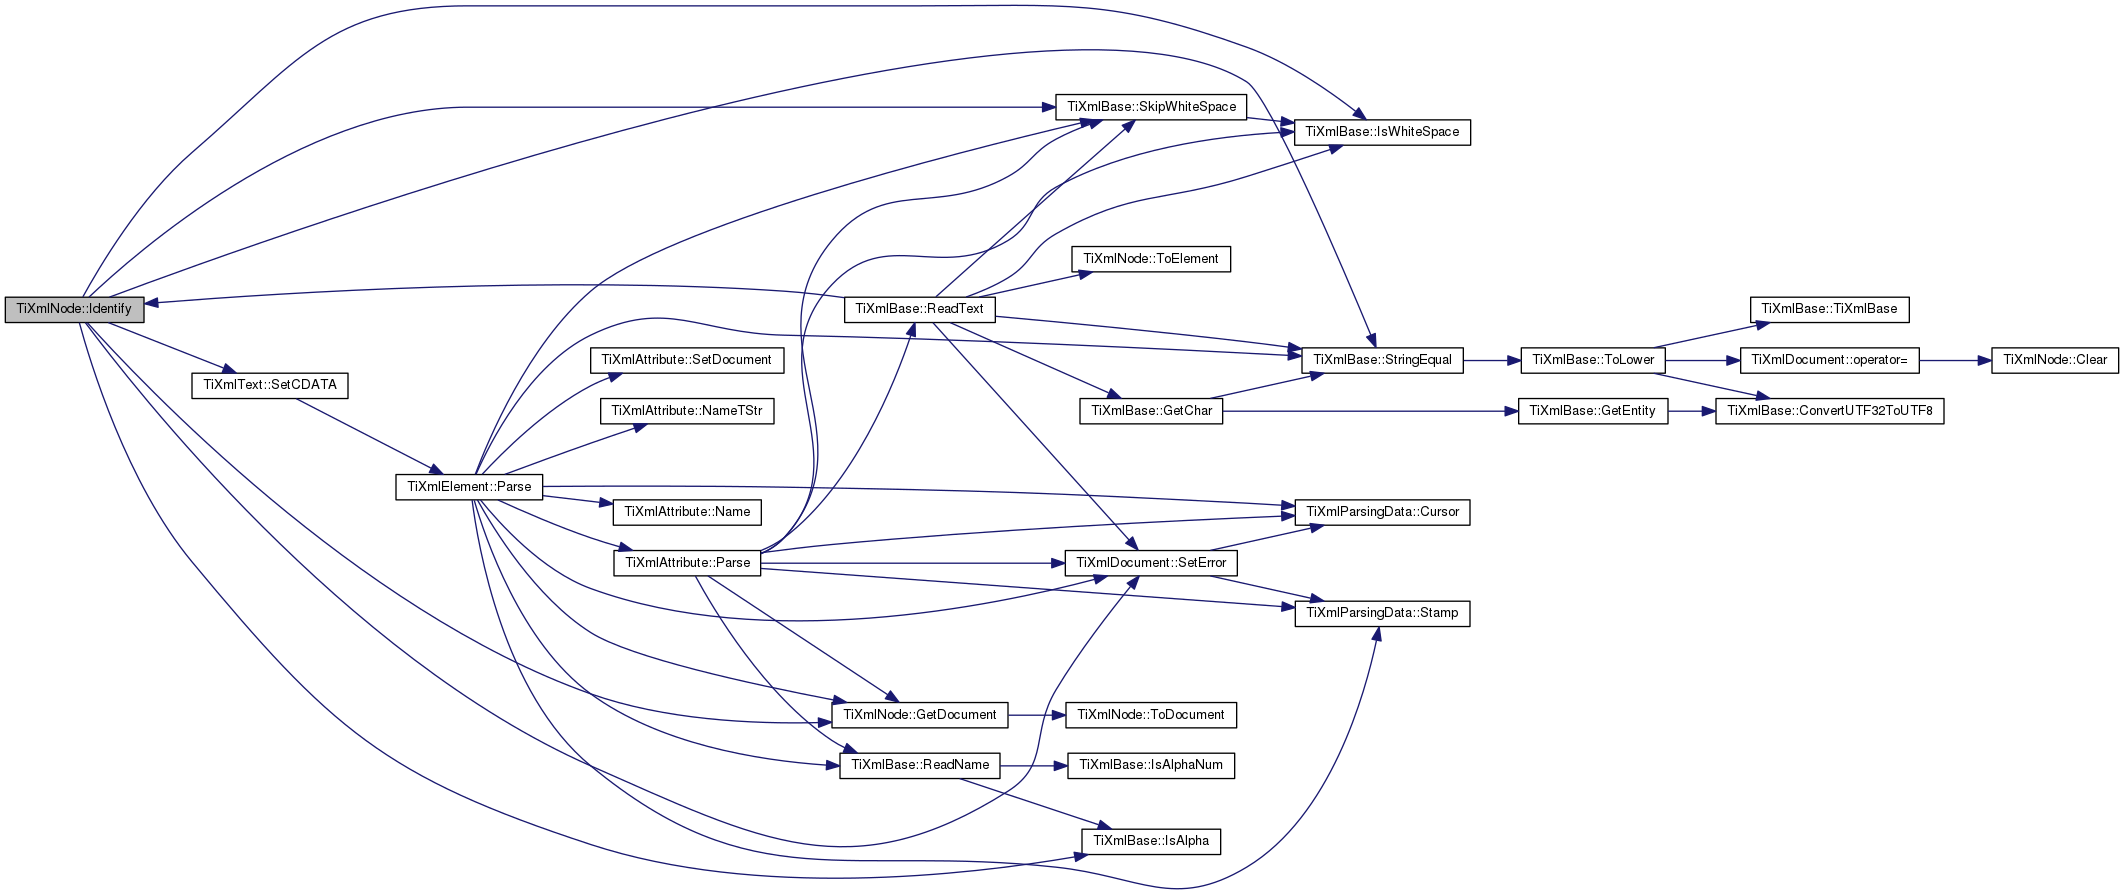 TiXmlNode::Identify
TiXmlText::SetCDATA
TiXmlElement::Parse
TiXmlAttribute::SetDocument
TiXmlAttribute::NameTStr
TiXmlAttribute::Name
TiXmlAttribute::Parse
TiXmlBase::ReadText
TiXmlNode::GetDocument
TiXmlBase::ReadName
TiXmlBase::SkipWhiteSpace
TiXmlNode::ToElement
TiXmlBase::GetChar
TiXmlDocument::SetError
TiXmlNode::ToDocument
TiXmlBase::IsAlphaNum
TiXmlBase::IsAlpha
TiXmlBase::IsWhiteSpace
TiXmlBase::StringEqual
TiXmlParsingData::Cursor
TiXmlParsingData::Stamp
TiXmlBase::ToLower
TiXmlBase::GetEntity
TiXmlBase::TiXmlBase
TiXmlDocument::operator=
TiXmlBase::ConvertUTF32ToUTF8
TiXmlNode::Clear